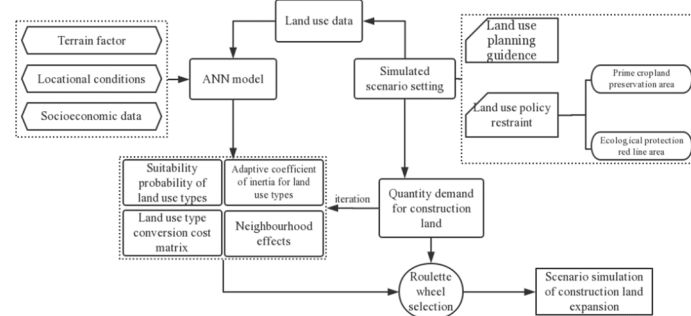 Land use data
Terrain factor
Locational conditions
Socioeconomic data
ANN model
Simulated
scenario setting
Land use
planning
guidence
Land use policy
restraint
Prime cropland
preservation area
Ecological protection
red line area
Suitability
probability of
land use types
Adaptive coefficient
of inertia for land
use types
Land use type
conversion cost
matrix
Neighbourhood
effects
iteration
Quantity demand
for construction
land
Roulette
wheel
selection
Scenario simulation
of construction land
expansion